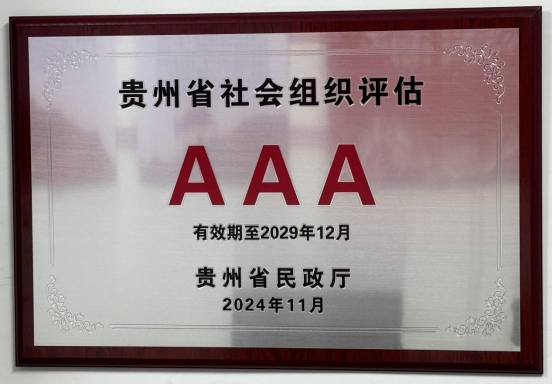 贵州省社会组织评估
AAA
有效期至2029年12月
贵州省民政厅
2024年11月